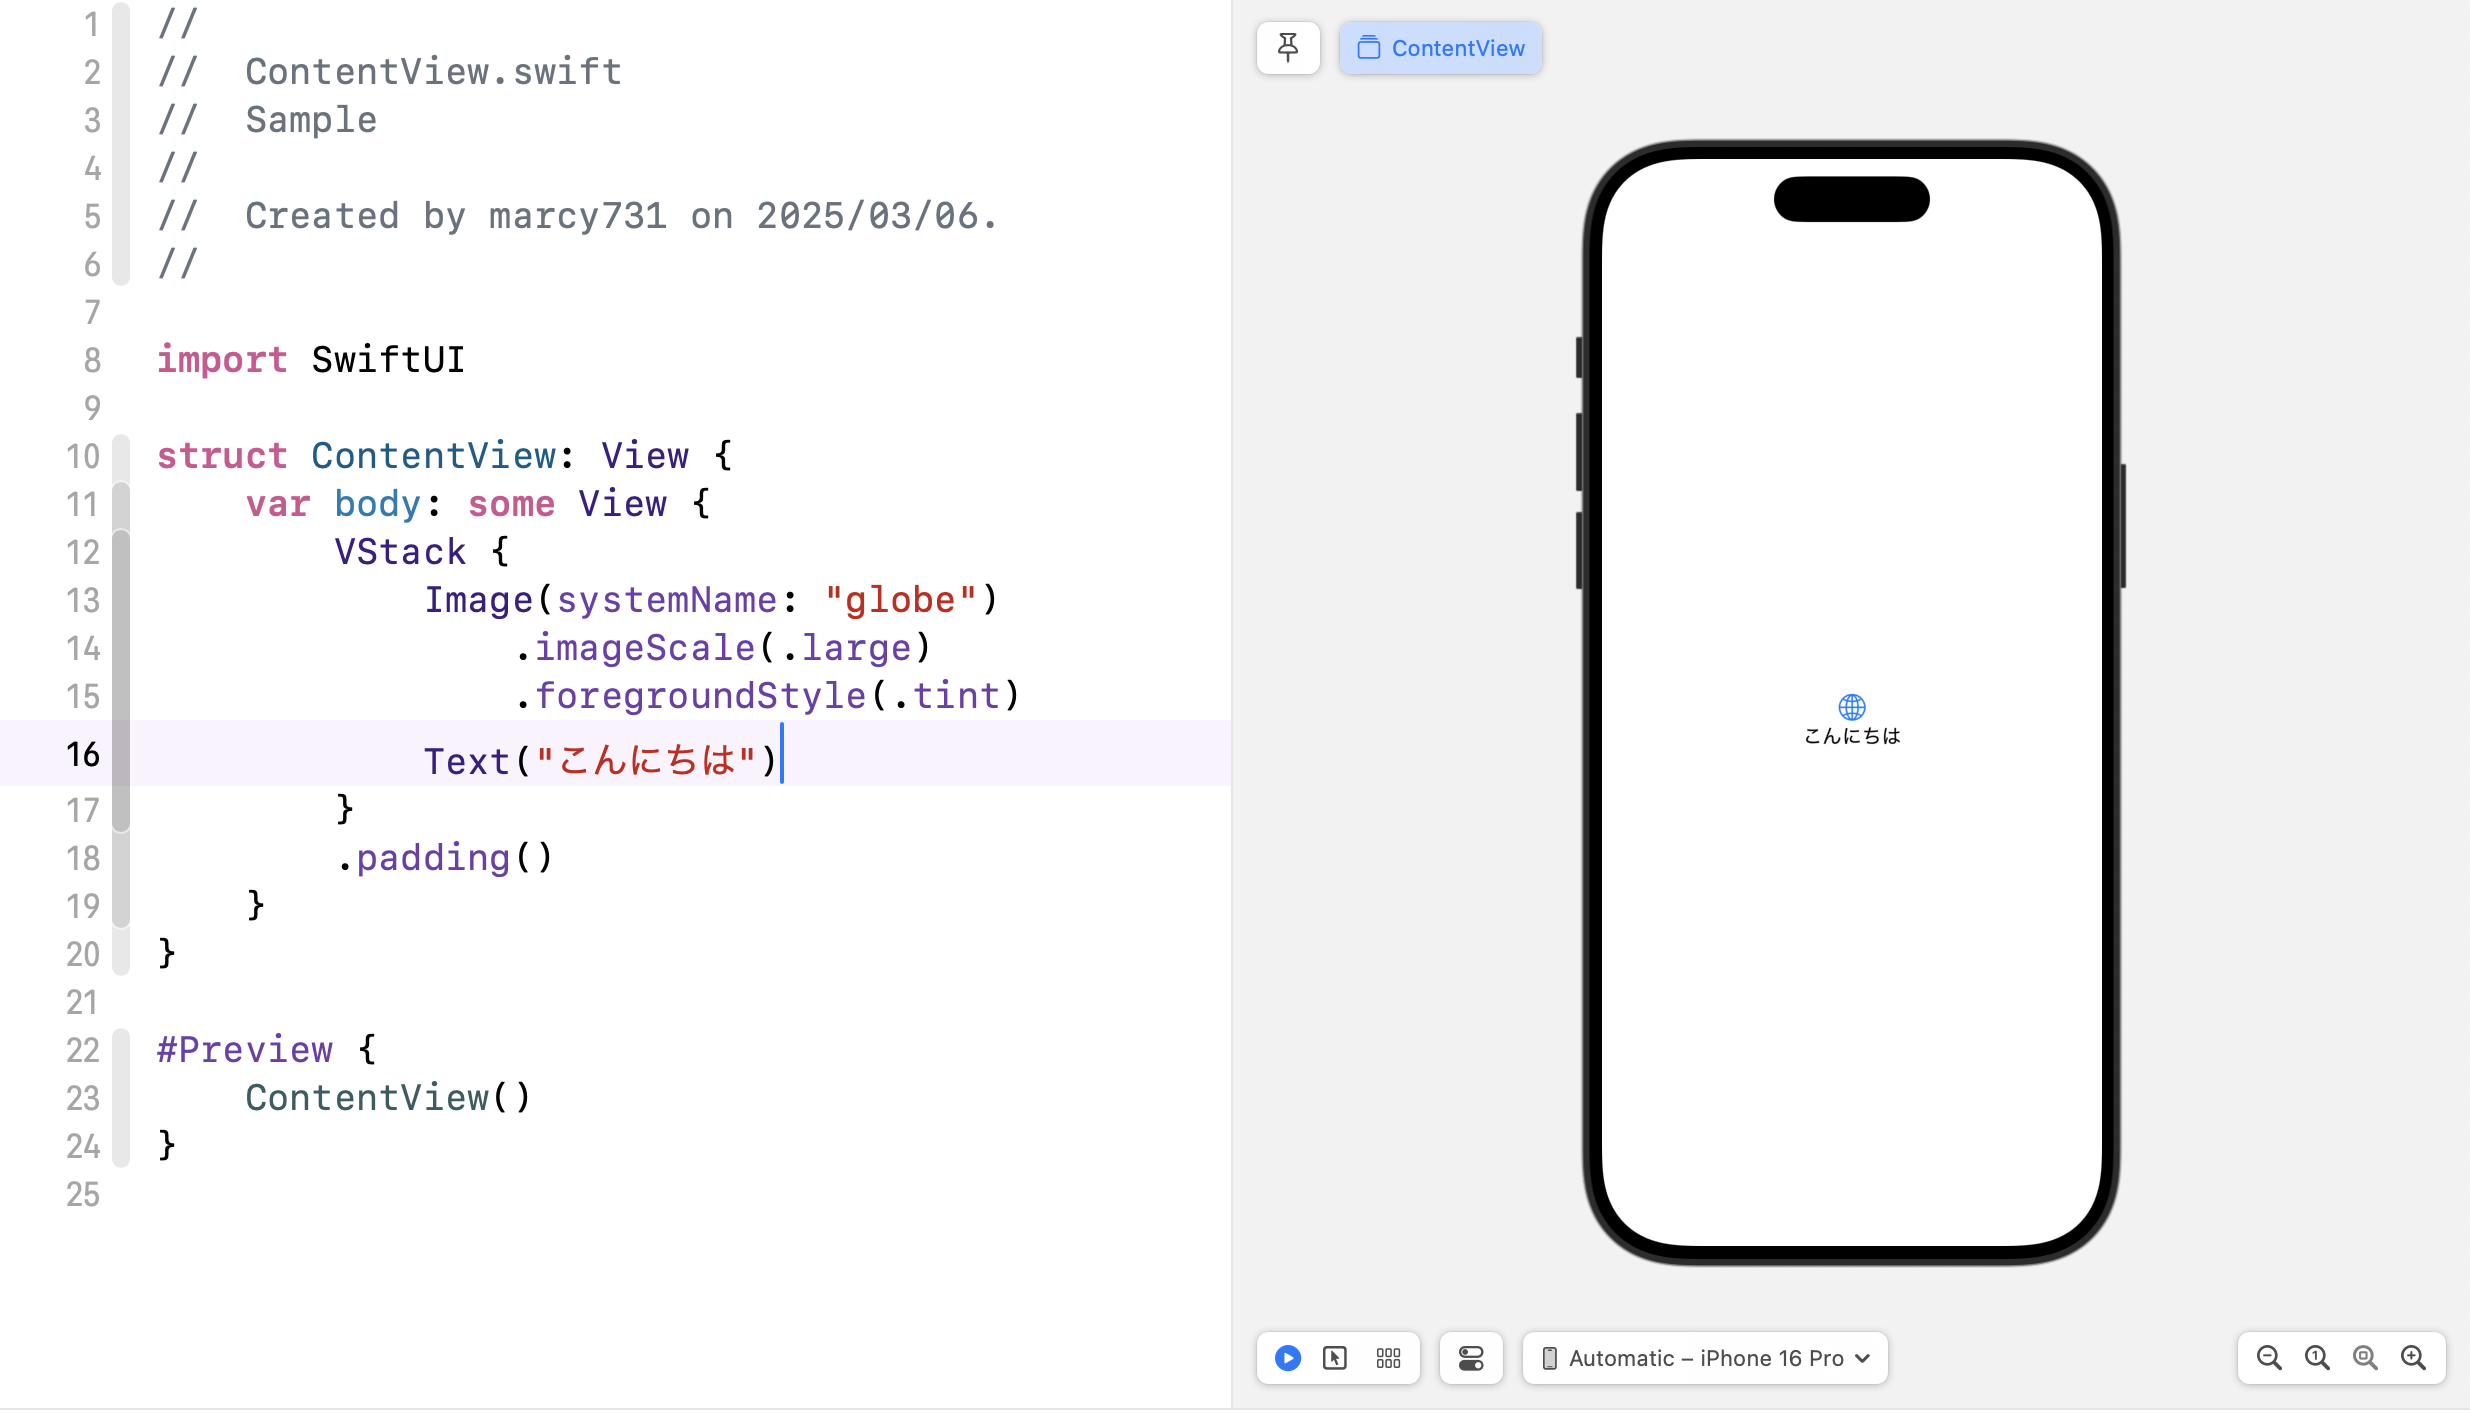 1 //
2 //  ContentView.swift
3 //  Sample
4 //
5 //  Created by marcy731 on 2025/03/06.
6 //
7
8 import SwiftUI
9
10 struct ContentView: View {
11     var body: some View {
12         VStack {
13             Image(systemName: "globe")
14                 .imageScale(.large)
15                 .foregroundStyle(.tint)
16             Text("こんにちは")
17         }
18         .padding()
19     }
20 }
21
22 #Preview {
23     ContentView()
24 }
25
ContentView
こんにちは
Automatic – iPhone 16 Pro
1